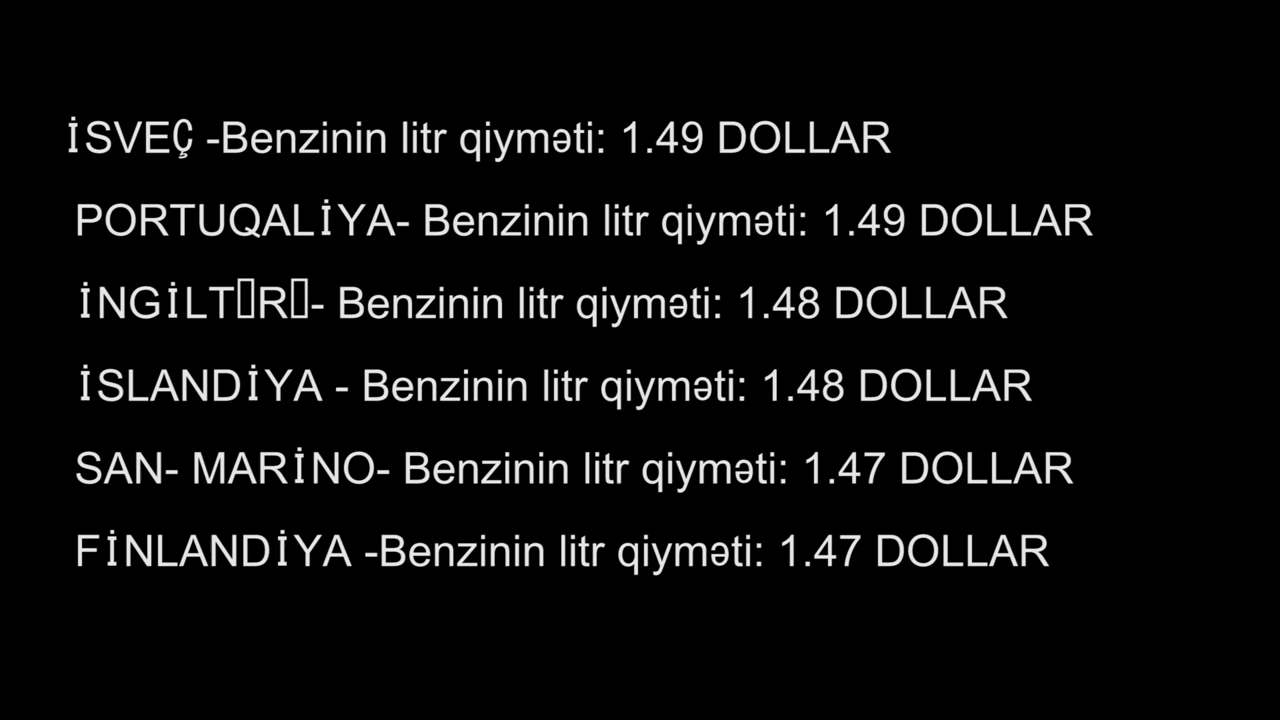 İSVEÇ -Benzinin litr qiyməti: 1.49 DOLLAR
PORTUQALİYA- Benzinin litr qiyməti: 1.49 DOLLAR
İNGİLT▯R▯- Benzinin litr qiyməti: 1.48 DOLLAR
İSLANDİYA - Benzinin litr qiyməti: 1.48 DOLLAR
SAN- MARİNO- Benzinin litr qiyməti: 1.47 DOLLAR
FİNLANDİYA -Benzinin litr qiyməti: 1.47 DOLLAR